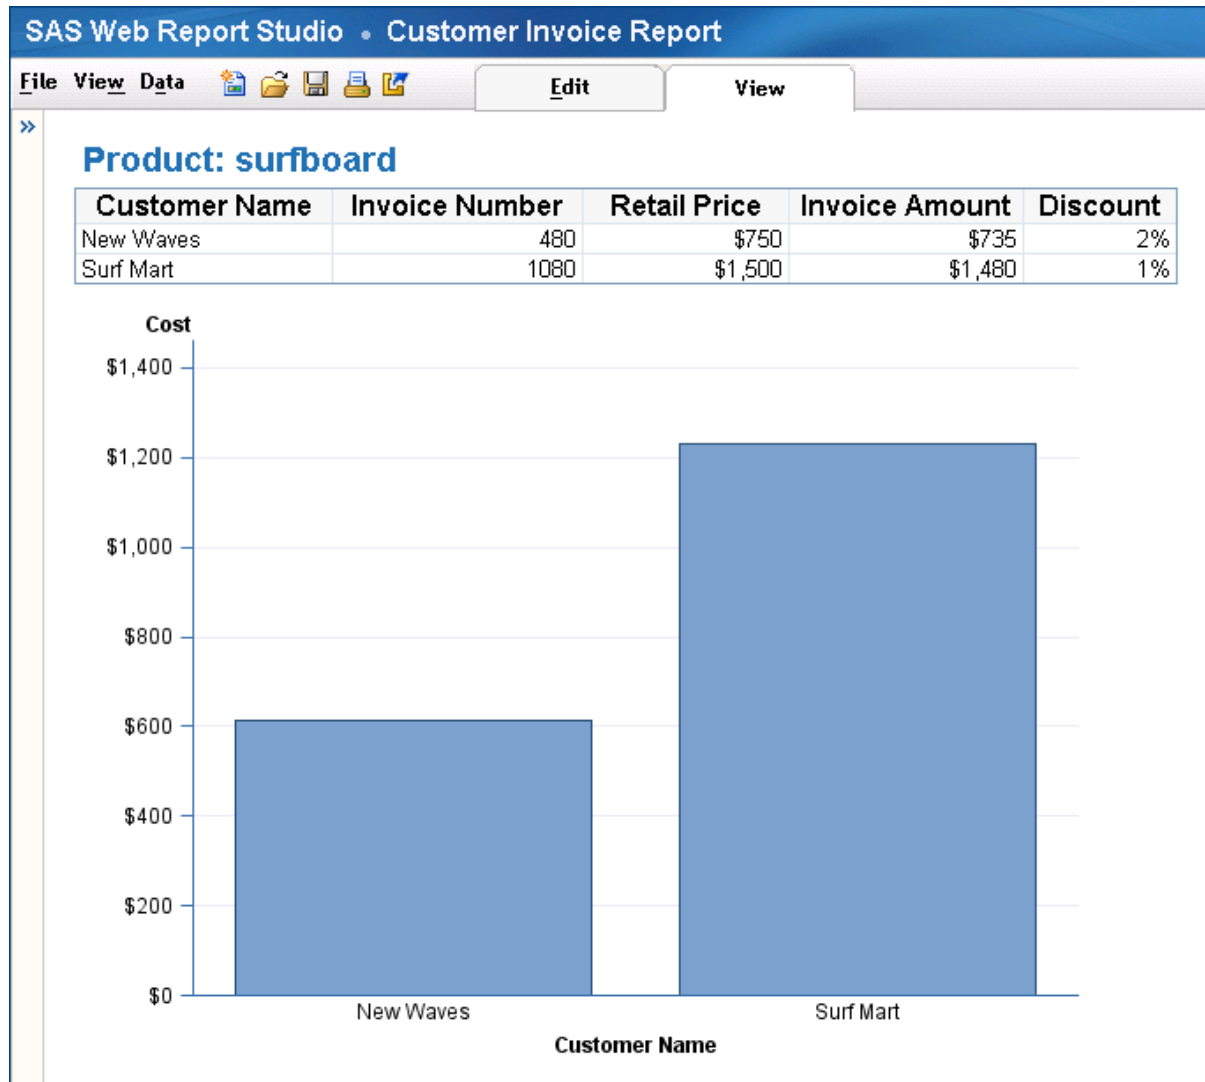 SAS Web Report Studio • Customer Invoice Report
File View Data Edit View
»
Product: surfboard
Customer Name Invoice Number Retail Price Invoice Amount Discount
New Waves 480 $750 $735 2%
Surf Mart 1080 $1,500 $1,480 1%
Cost
$1,400
$1,200
$1,000
$800
$600
$400
$200
$0
New Waves Surf Mart
Customer Name